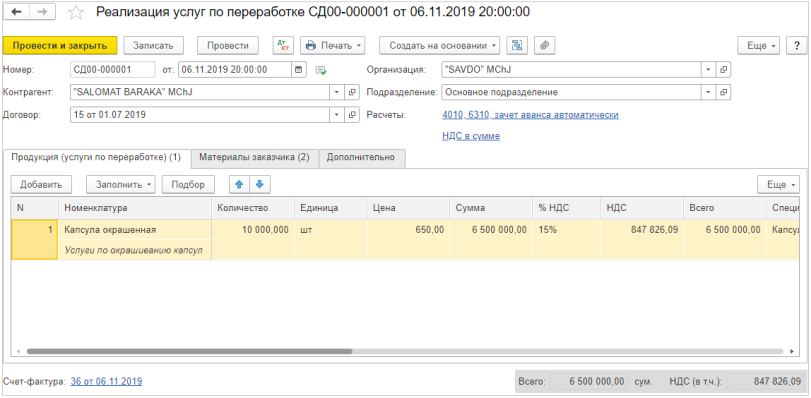 Реализация услуг по переработке СД00-000001 от 06.11.2019 20:00:00
Провести и закрыть Записать Провести Дт Кт Печать Создать на основании Еще ?
Номер: СД00-000001 от: 06.11.2019 20:00:00 Организация: "SAVDO" MChJ
Контрагент: "SALOMAT BARAKA" MChJ Подразделение: Основное подразделение
Договор: 15 от 01.07.2019 Расчеты: 4010, 6310, зачет аванса автоматически
НДС в сумме
Продукция (услуги по переработке) (1) Материалы заказчика (2) Дополнительно
Добавить Заполнить Подбор Еще
N Номенклатура Количество Единица Цена Сумма % НДС НДС Всего Специ
1 Капсула окрашенная 10 000,000 шт 650,00 6 500 000,00 15% 847 826,09 6 500 000,00 Капсул
Услуги по окрашиванию капсул
Счет-фактура: 36 от 06.11.2019 Всего: 6 500 000,00 сум. НДС (в т.ч.): 847 826,09